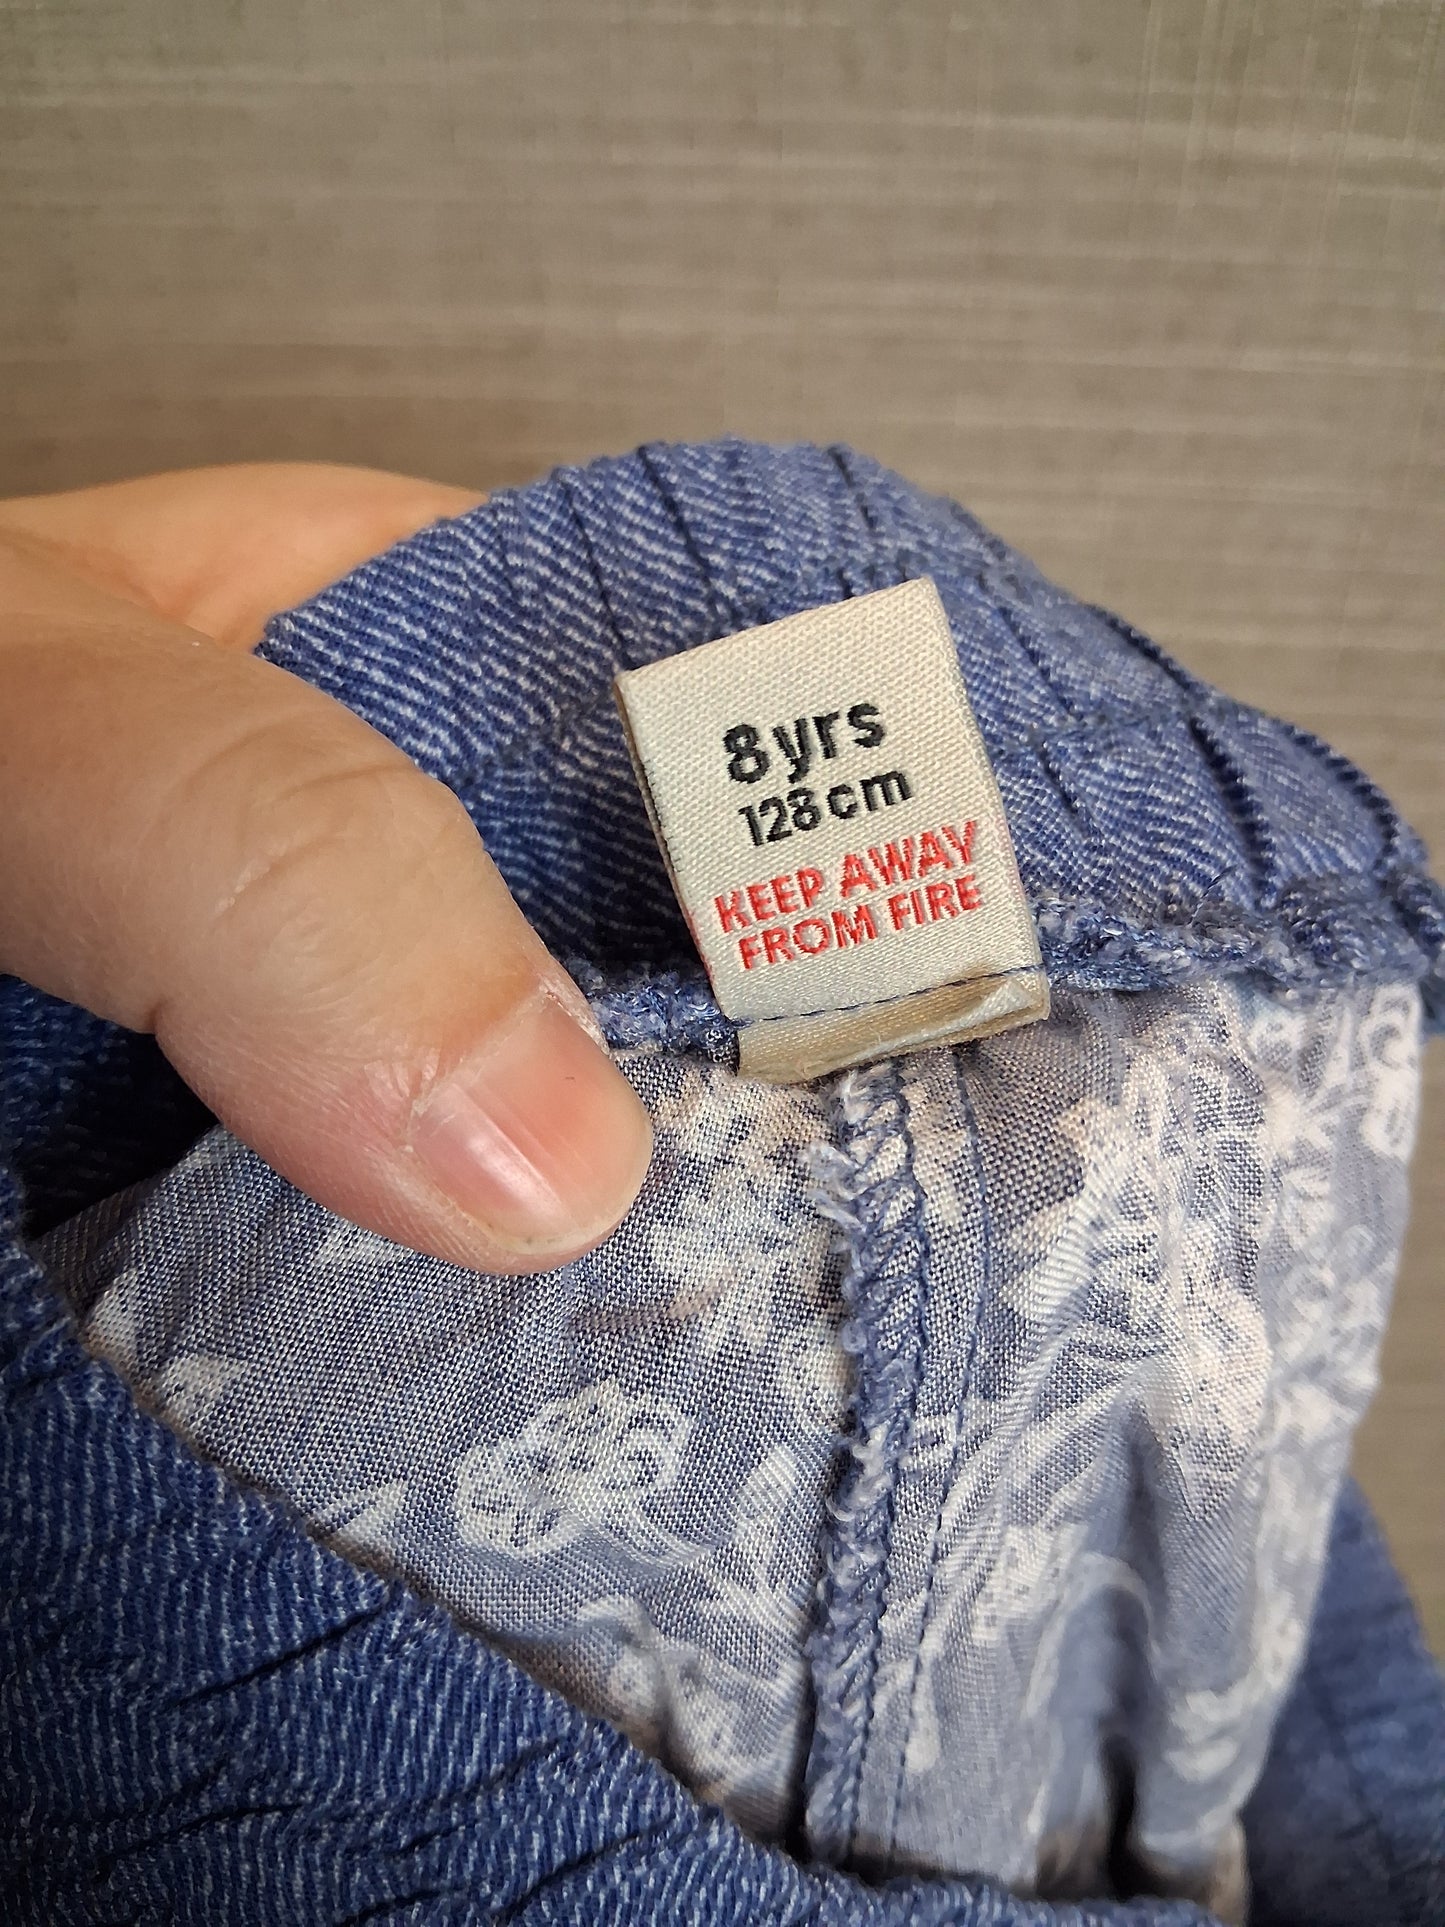 8 yrs
128 cm
KEEP AWAY
FROM FIRE